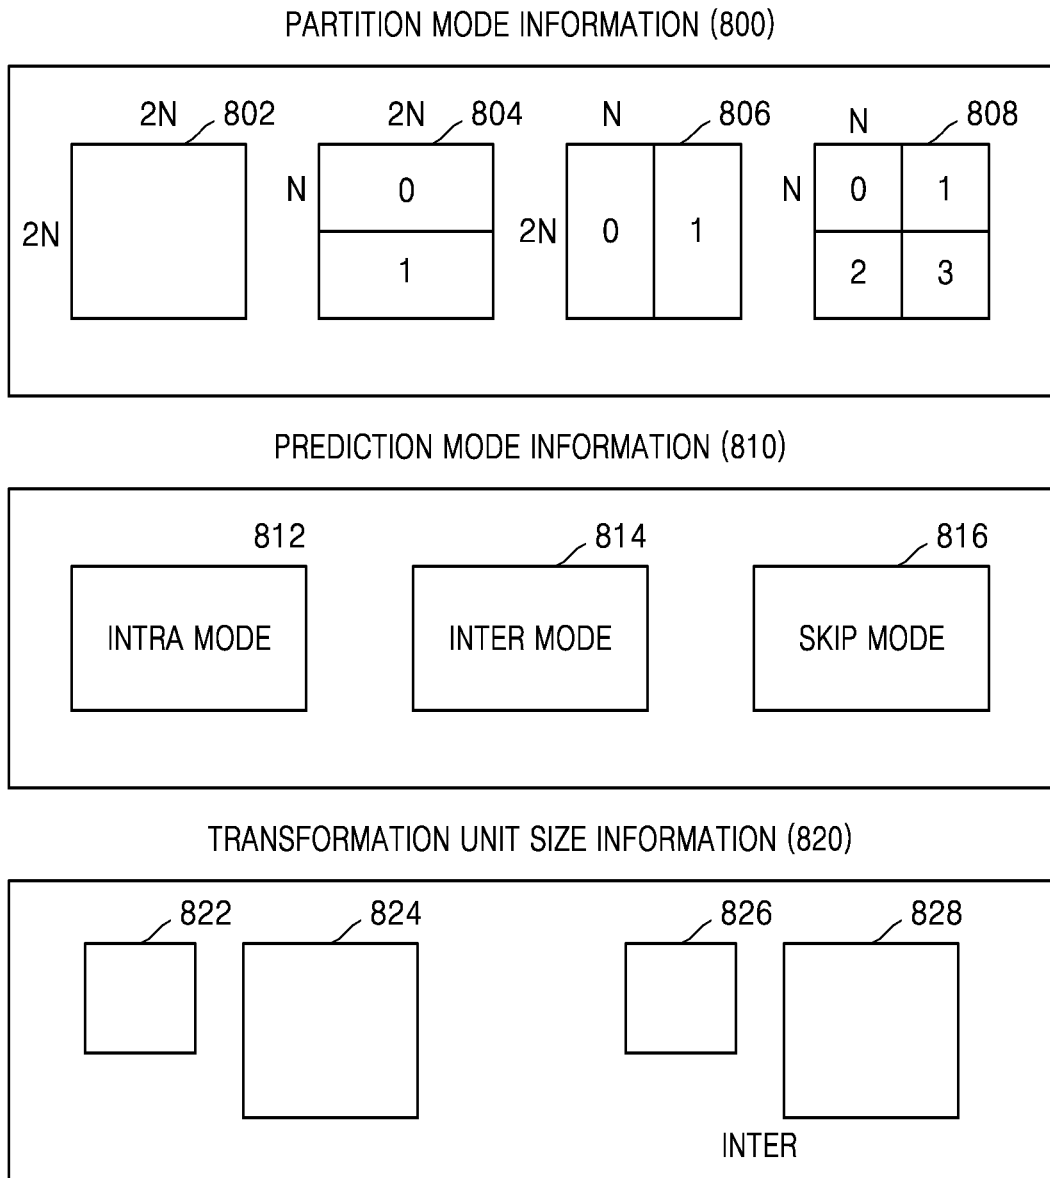 PARTITION MODE INFORMATION (800)
2N 802 2N 804 N 806 N 808
N 0 N 0 1
2N 2N 0 1
1 2 3
PREDICTION MODE INFORMATION (810)
812 814 816
INTRA MODE INTER MODE SKIP MODE
TRANSFORMATION UNIT SIZE INFORMATION (820)
822 824 826 828
INTER